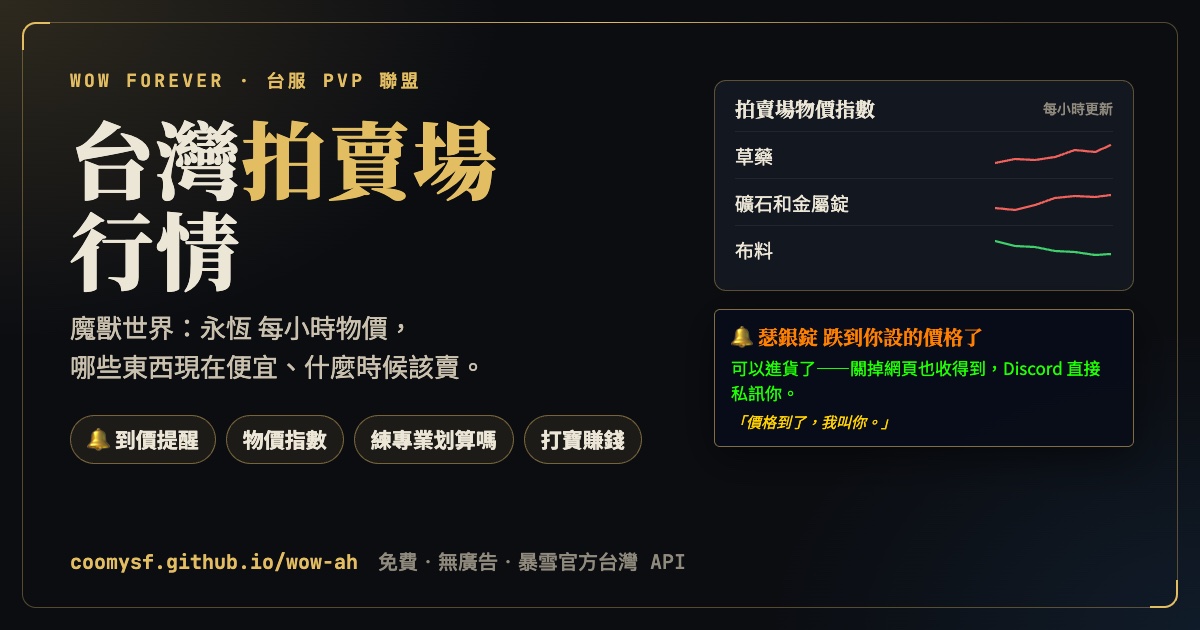 WOW FOREVER · 台服 PVP 聯盟
台灣拍賣場
行情
魔獸世界：永恆 每小時物價，
哪些東西現在便宜、什麼時候該賣。
🔔 到價提醒
物價指數
練專業划算嗎
打寶賺錢
拍賣場物價指數
每小時更新
草藥
礦石和金屬錠
布料
🔔 瑟銀錠 跌到你設的價格了
可以進貨了——關掉網頁也收得到，Discord 直接
私訊你。
「價格到了，我叫你。」
coomysf.github.io/wow-ah 免費 · 無廣告 · 暴雪官方台灣 API